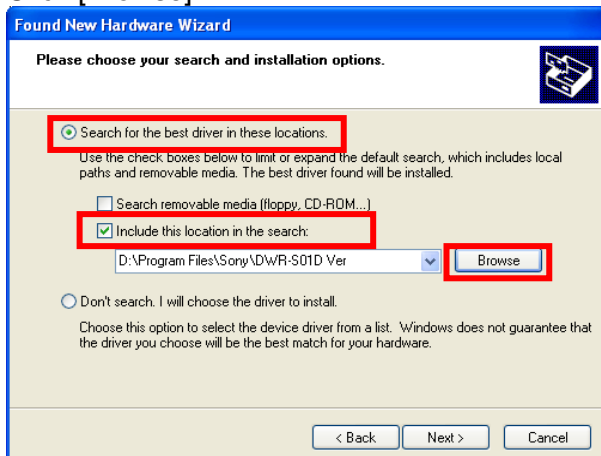 Found New Hardware Wizard
Please choose your search and installation options.
Search for the best driver in these locations.
Use the check boxes below to limit or expand the default search, which includes local
paths and removable media. The best driver found will be installed.
Search removable media (floppy, CD-ROM...)
Include this location in the search:
D:\Program Files\Sony\DWR-S01D Ver
Browse
Don't search. I will choose the driver to install.
Choose this option to select the device driver from a list. Windows does not guarantee that
the driver you choose will be the best match for your hardware.
< Back Next > Cancel